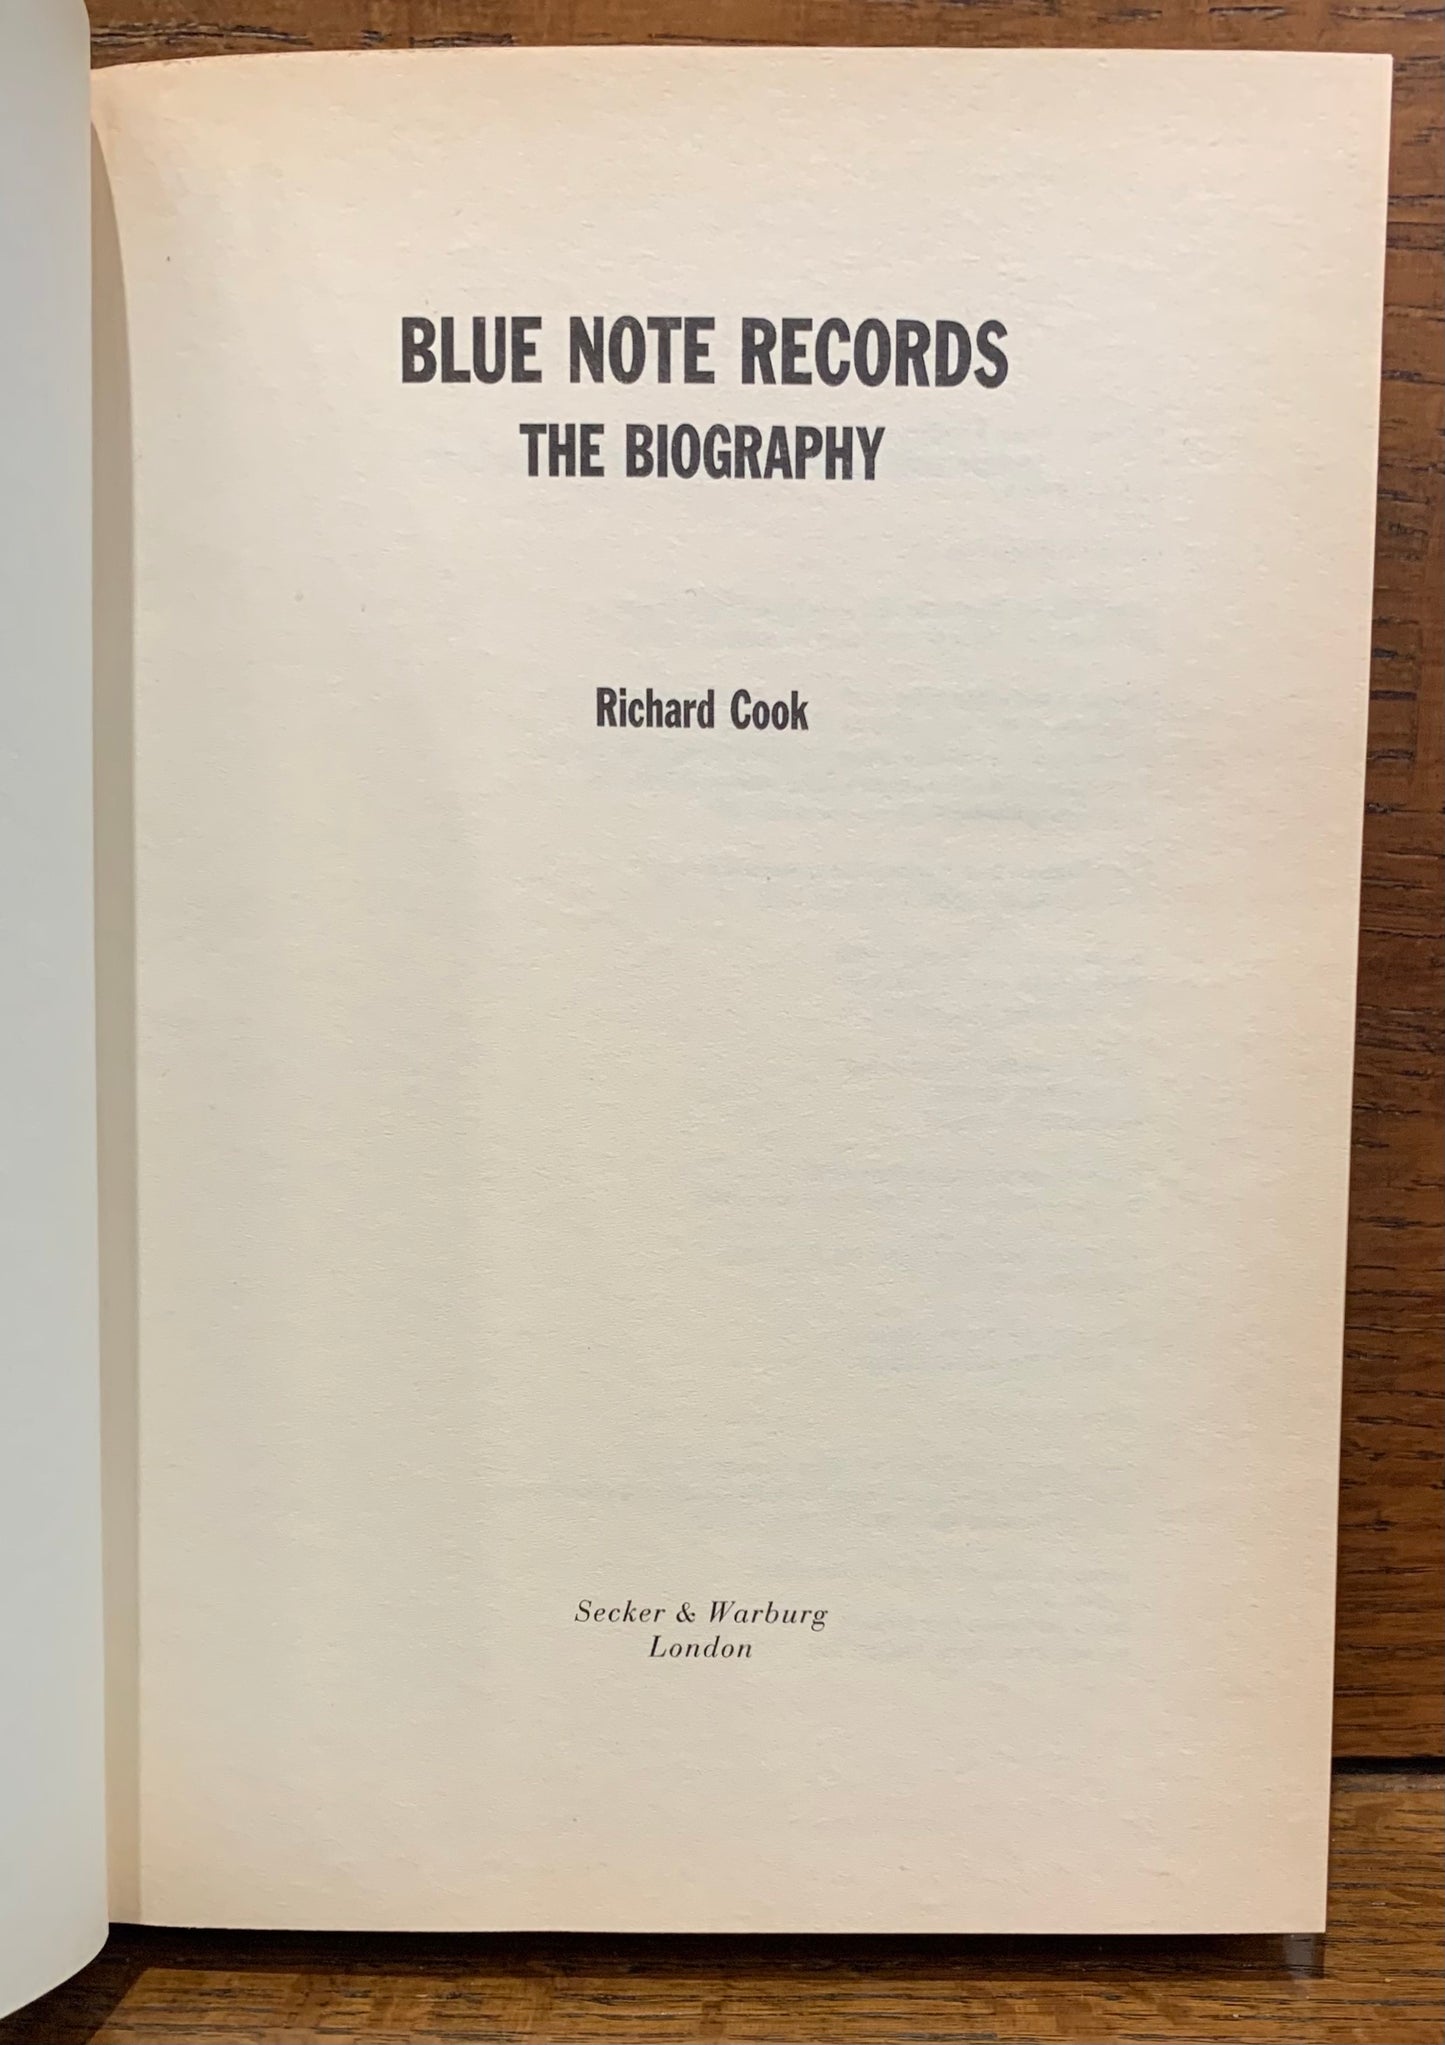 BLUE NOTE RECORDS
THE BIOGRAPHY
Richard Cook
Secker & Warburg
London